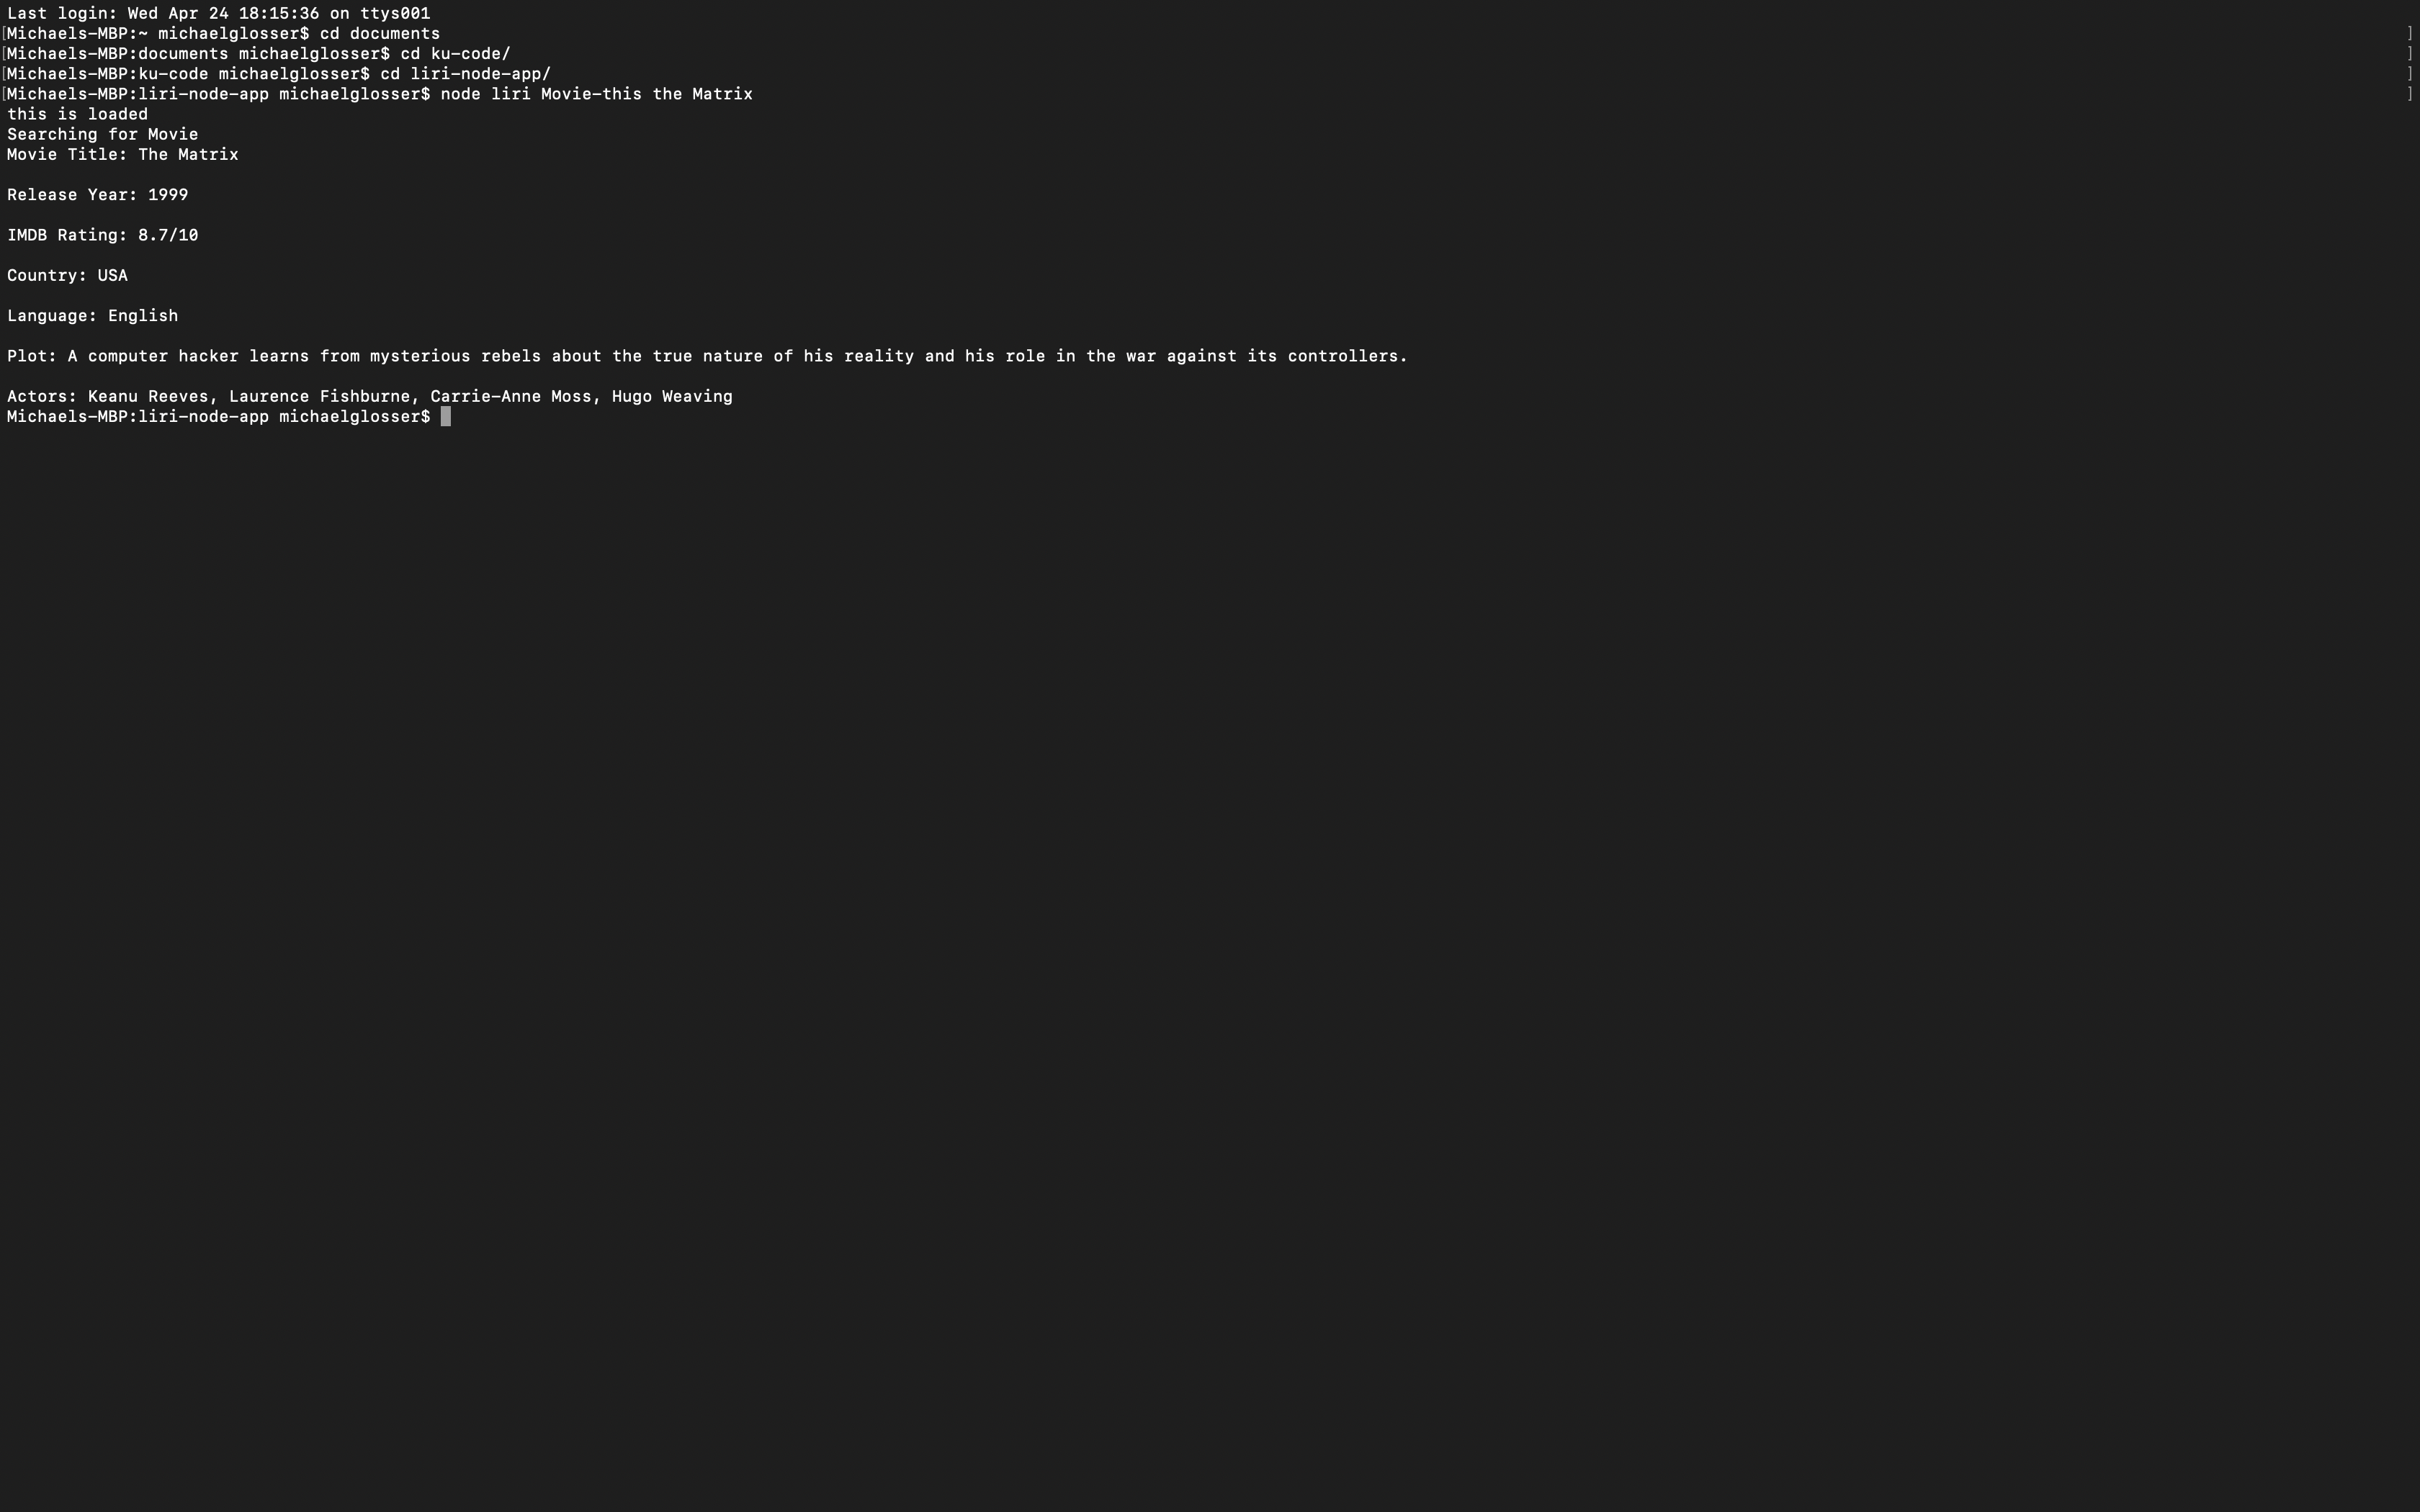 Last login: Wed Apr 24 18:15:36 on ttys001
[Michaels-MBP:~ michaelglosser$ cd documents ]
[Michaels-MBP:documents michaelglosser$ cd ku-code/ ]
[Michaels-MBP:ku-code michaelglosser$ cd liri-node-app/ ]
[Michaels-MBP:liri-node-app michaelglosser$ node liri Movie-this the Matrix ]
this is loaded
Searching for Movie
Movie Title: The Matrix
Release Year: 1999
IMDB Rating: 8.7/10
Country: USA
Language: English
Plot: A computer hacker learns from mysterious rebels about the true nature of his reality and his role in the war against its controllers.
Actors: Keanu Reeves, Laurence Fishburne, Carrie-Anne Moss, Hugo Weaving
Michaels-MBP:liri-node-app michaelglosser$